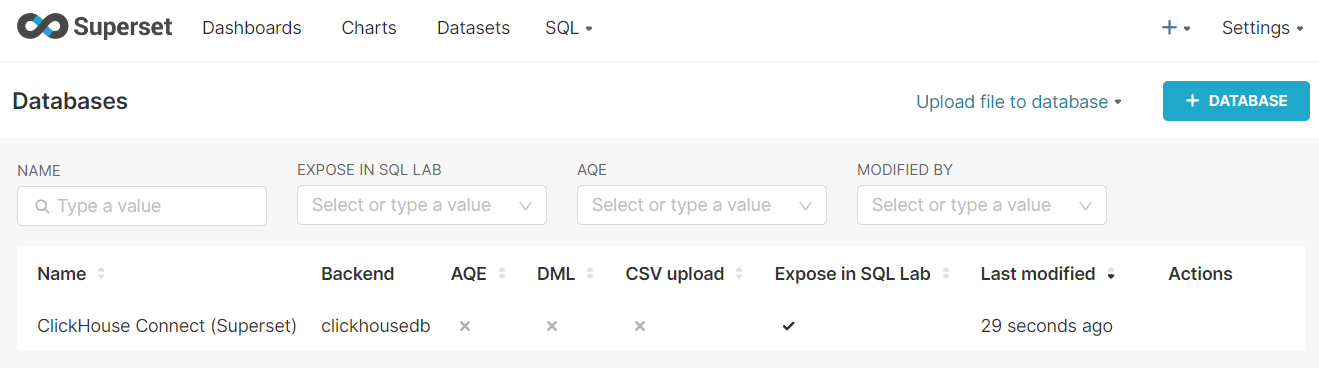 Superset Dashboards Charts Datasets SQL + Settings
Databases Upload file to database + DATABASE
NAME EXPOSE IN SQL LAB AQE MODIFIED BY
Type a value Select or type a value Select or type a value Select or type a value
Name Backend AQE DML CSV upload Expose in SQL Lab Last modified Actions
ClickHouse Connect (Superset) clickhousedb 29 seconds ago